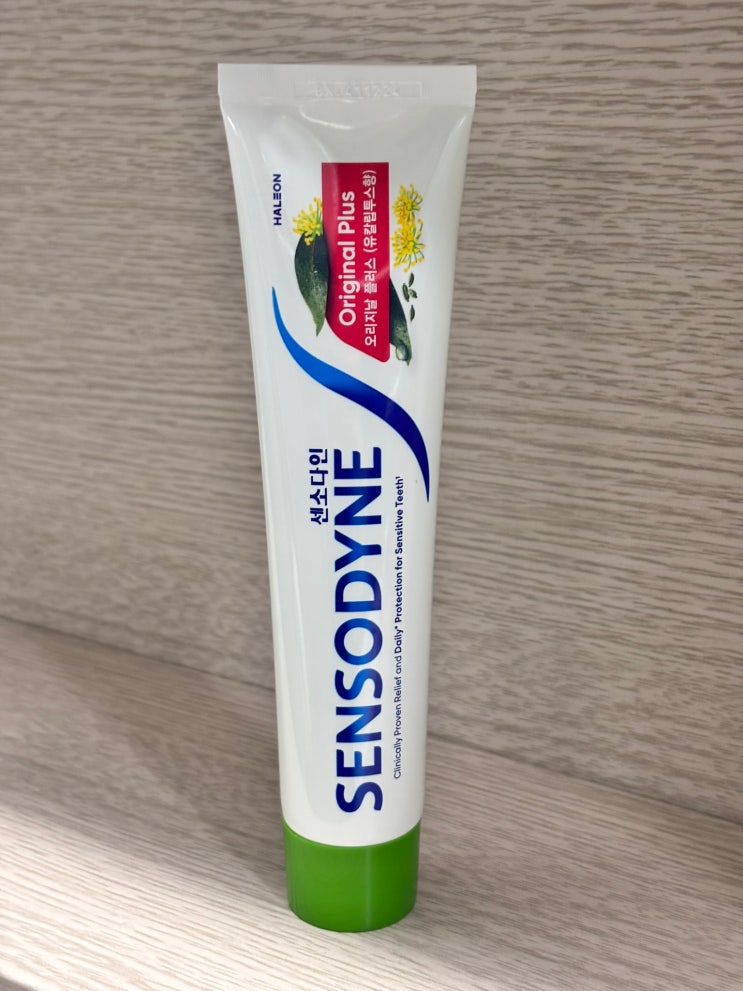 HALEON
Original Plus
오리지날 플러스 (유칼립투스향)
센소다인
SENSODYNE
Clinically Proven Relief and Daily* Protection for Sensitive Teeth¹